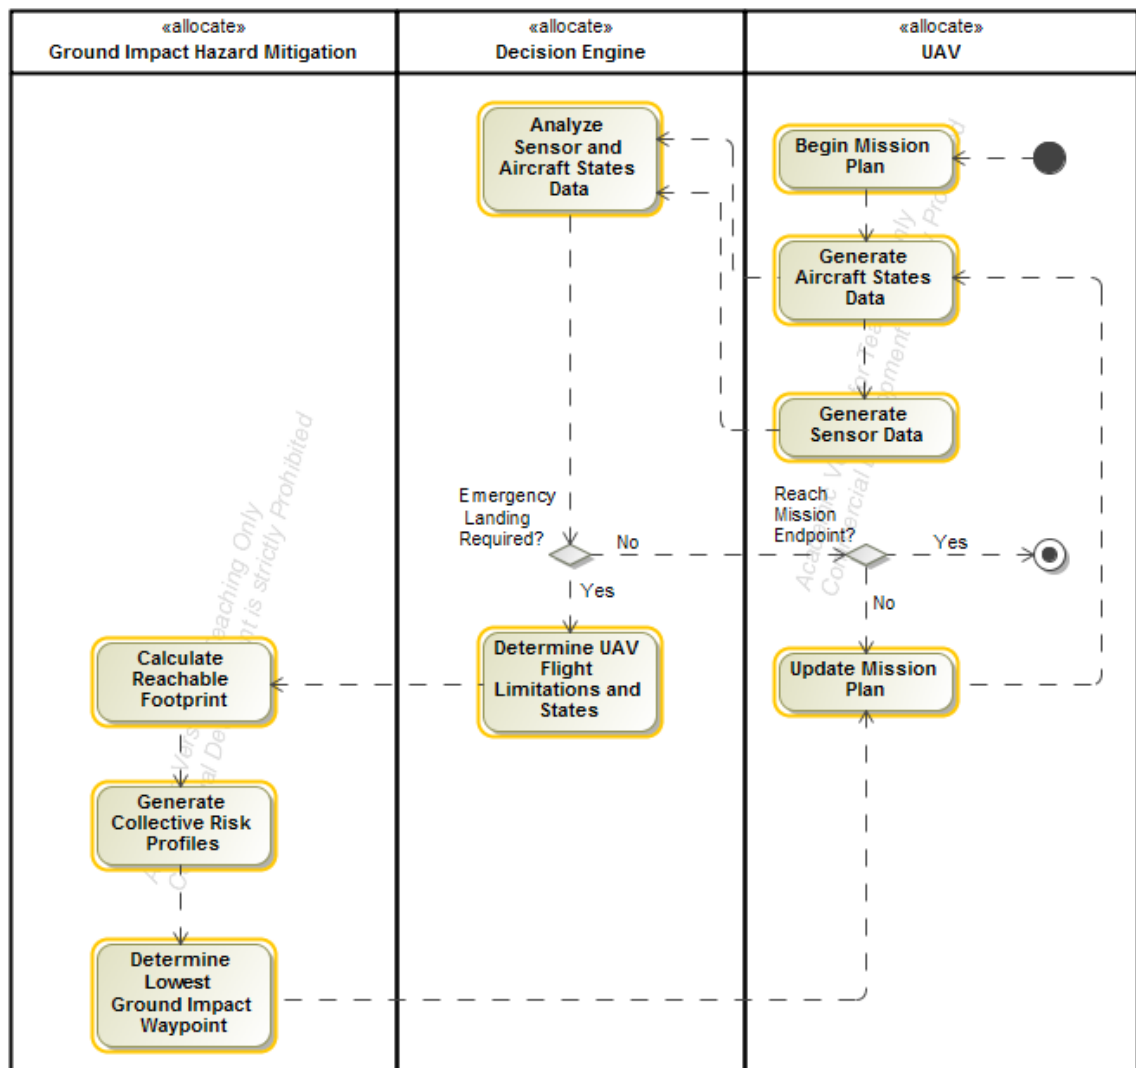 «allocate»
Ground Impact Hazard Mitigation
«allocate»
Decision Engine
«allocate»
UAV
Analyze
Sensor and
Aircraft States
Data
Begin Mission
Plan
Generate
Aircraft States
Data
Generate
Sensor Data
Emergency
Landing
Required?
No
Yes
Reach
Mission
Endpoint?
Yes
No
Calculate
Reachable
Footprint
Determine UAV
Flight
Limitations and
States
Update Mission
Plan
Generate
Collective Risk
Profiles
Determine
Lowest
Ground Impact
Waypoint
Teaching Only
is strictly Prohibited
Academic for
Commercial